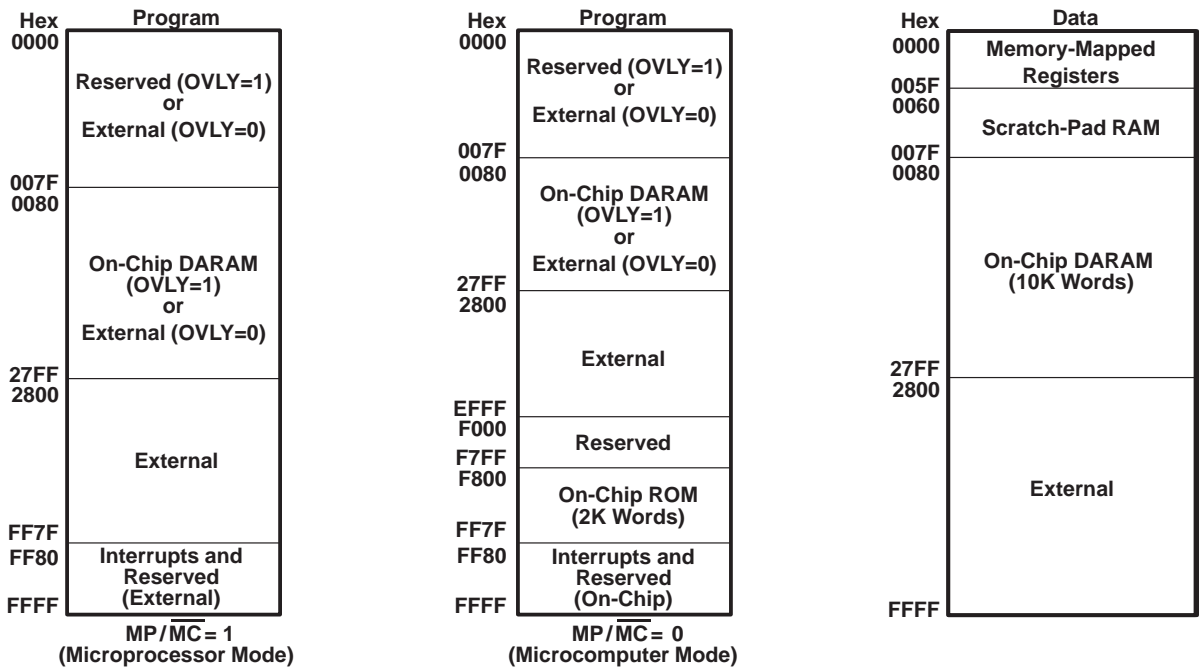 Hex Program
0000
Reserved (OVLY=1)
or
External (OVLY=0)
007F
0080
On-Chip DARAM
(OVLY=1)
or
External (OVLY=0)
27FF
2800
External
FF7F
FF80
Interrupts and
Reserved
(External)
FFFF
MP/MC= 1
(Microprocessor Mode)
Hex Program
0000
Reserved (OVLY=1)
or
External (OVLY=0)
007F
0080
On-Chip DARAM
(OVLY=1)
or
External (OVLY=0)
27FF
2800
External
EFFF
F000
Reserved
F7FF
F800
On-Chip ROM
(2K Words)
FF7F
FF80
Interrupts and
Reserved
(On-Chip)
FFFF
MP/MC= 0
(Microcomputer Mode)
Hex Data
0000
Memory-Mapped
Registers
005F
0060
Scratch-Pad RAM
007F
0080
On-Chip DARAM
(10K Words)
27FF
2800
External
FFFF